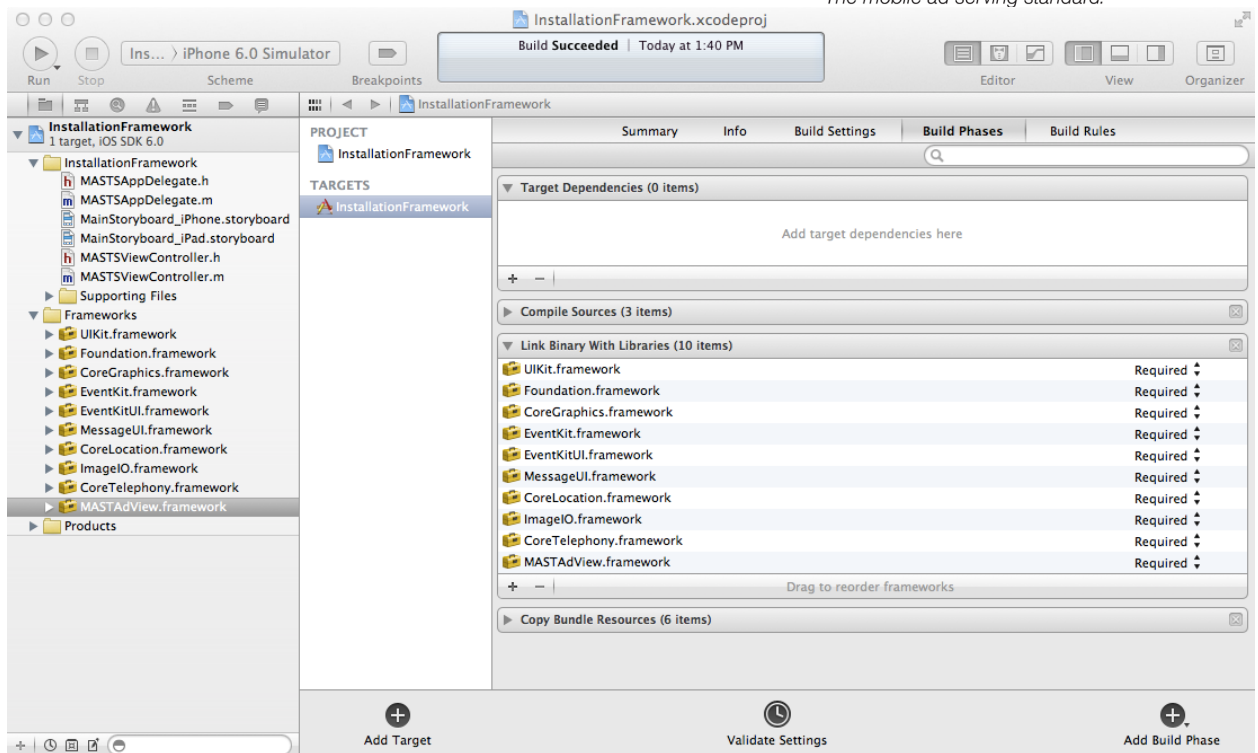 The mobile ad serving standard.
InstallationFramework.xcodeproj
Ins... 〉iPhone 6.0 Simulator
Build Succeeded | Today at 1:40 PM
Run Stop Scheme Breakpoints Editor View Organizer
InstallationFramework
InstallationFramework
1 target, iOS SDK 6.0
InstallationFramework
h MASTSAppDelegate.h
m MASTSAppDelegate.m
MainStoryboard_iPhone.storyboard
MainStoryboard_iPad.storyboard
h MASTSViewController.h
m MASTSViewController.m
Supporting Files
Frameworks
UIKit.framework
Foundation.framework
CoreGraphics.framework
EventKit.framework
EventKitUI.framework
MessageUI.framework
CoreLocation.framework
ImageIO.framework
CoreTelephony.framework
MASTAdView.framework
Products
PROJECT
InstallationFramework
TARGETS
InstallationFramework
Summary Info Build Settings Build Phases Build Rules
Target Dependencies (0 items)
Add target dependencies here
Compile Sources (3 items)
Link Binary With Libraries (10 items)
UIKit.framework Required
Foundation.framework Required
CoreGraphics.framework Required
EventKit.framework Required
EventKitUI.framework Required
MessageUI.framework Required
CoreLocation.framework Required
ImageIO.framework Required
CoreTelephony.framework Required
MASTAdView.framework Required
Drag to reorder frameworks
Copy Bundle Resources (6 items)
Add Target Validate Settings Add Build Phase